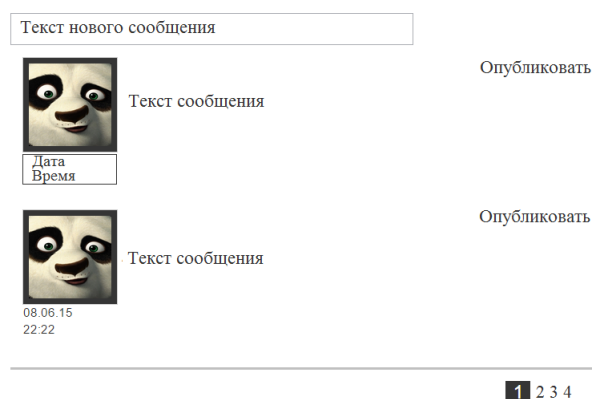 Текст нового сообщения
Опубликовать
Текст сообщения
Дата
Время
Опубликовать
Текст сообщения
08.06.15
22:22
1 2 3 4